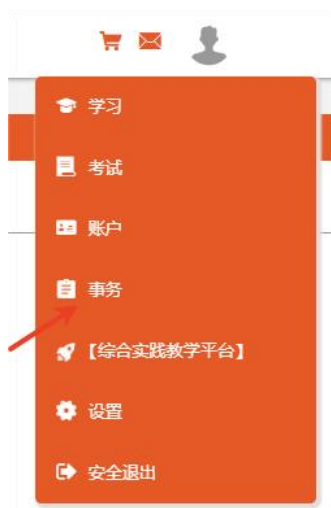 学习
考试
账户
事务
【综合实践教学平台】
设置
安全退出